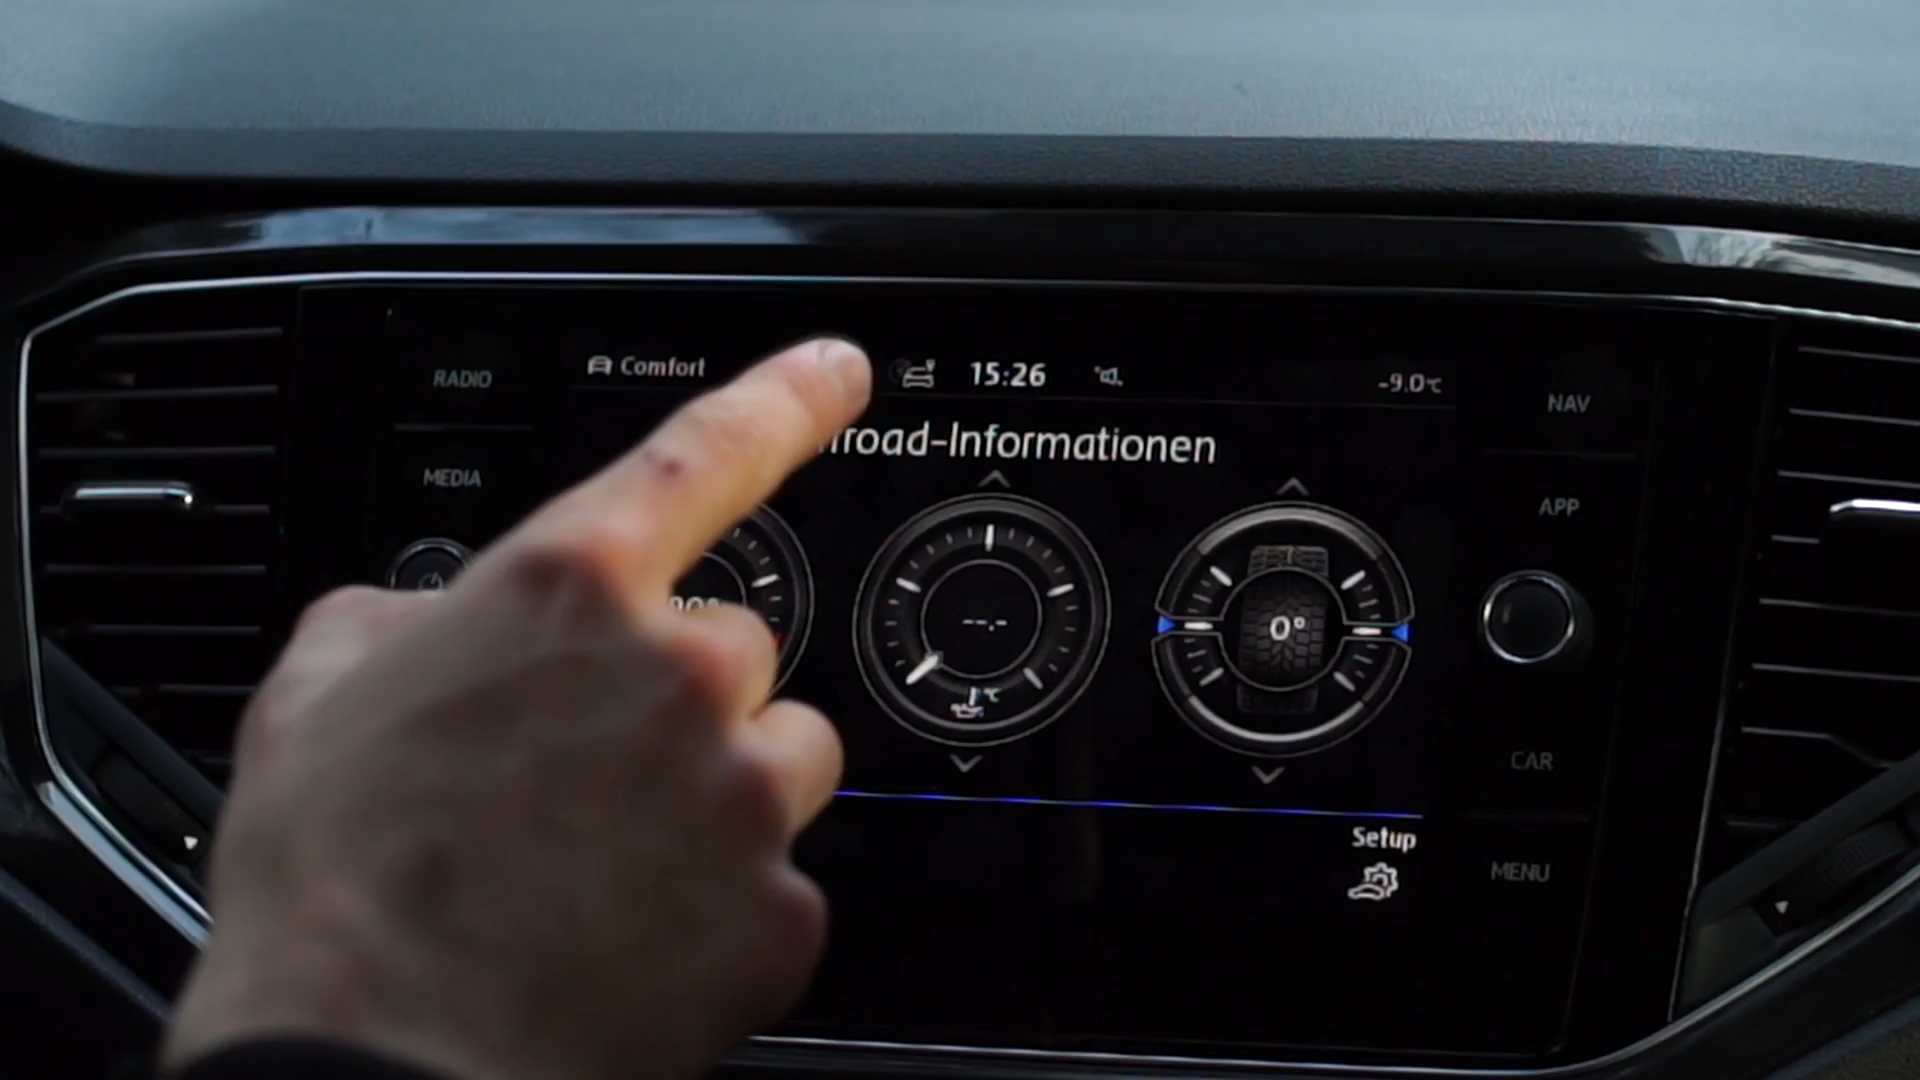 RADIO
Comfort
15:26
-9.0°C
NAV
road-Informationen
MEDIA
APP
--.-
0°
°C
CAR
Setup
MENU